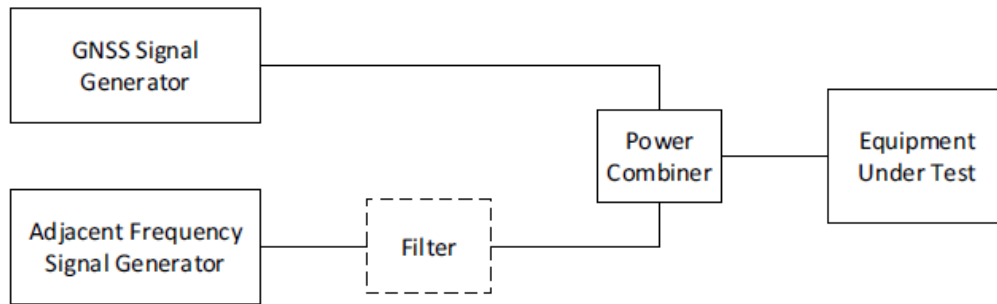 GNSS Signal
Generator
Power
Combiner
Equipment
Under Test
Adjacent Frequency
Signal Generator
Filter